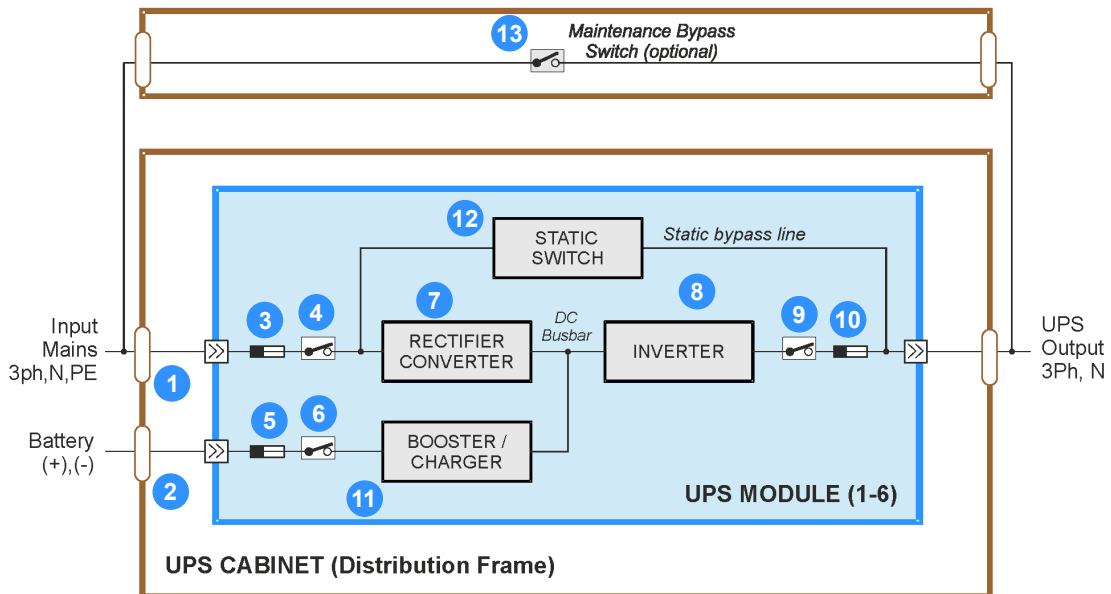 13
Maintenance Bypass
Switch (optional)
12
STATIC
SWITCH
Static bypass line
Input
Mains
3ph,N,PE
1
3
4
7
RECTIFIER
CONVERTER
DC
Busbar
8
INVERTER
9
10
UPS
Output
3Ph, N
Battery
(+),(-)
2
5
6
11
BOOSTER /
CHARGER
UPS MODULE (1-6)
UPS CABINET (Distribution Frame)